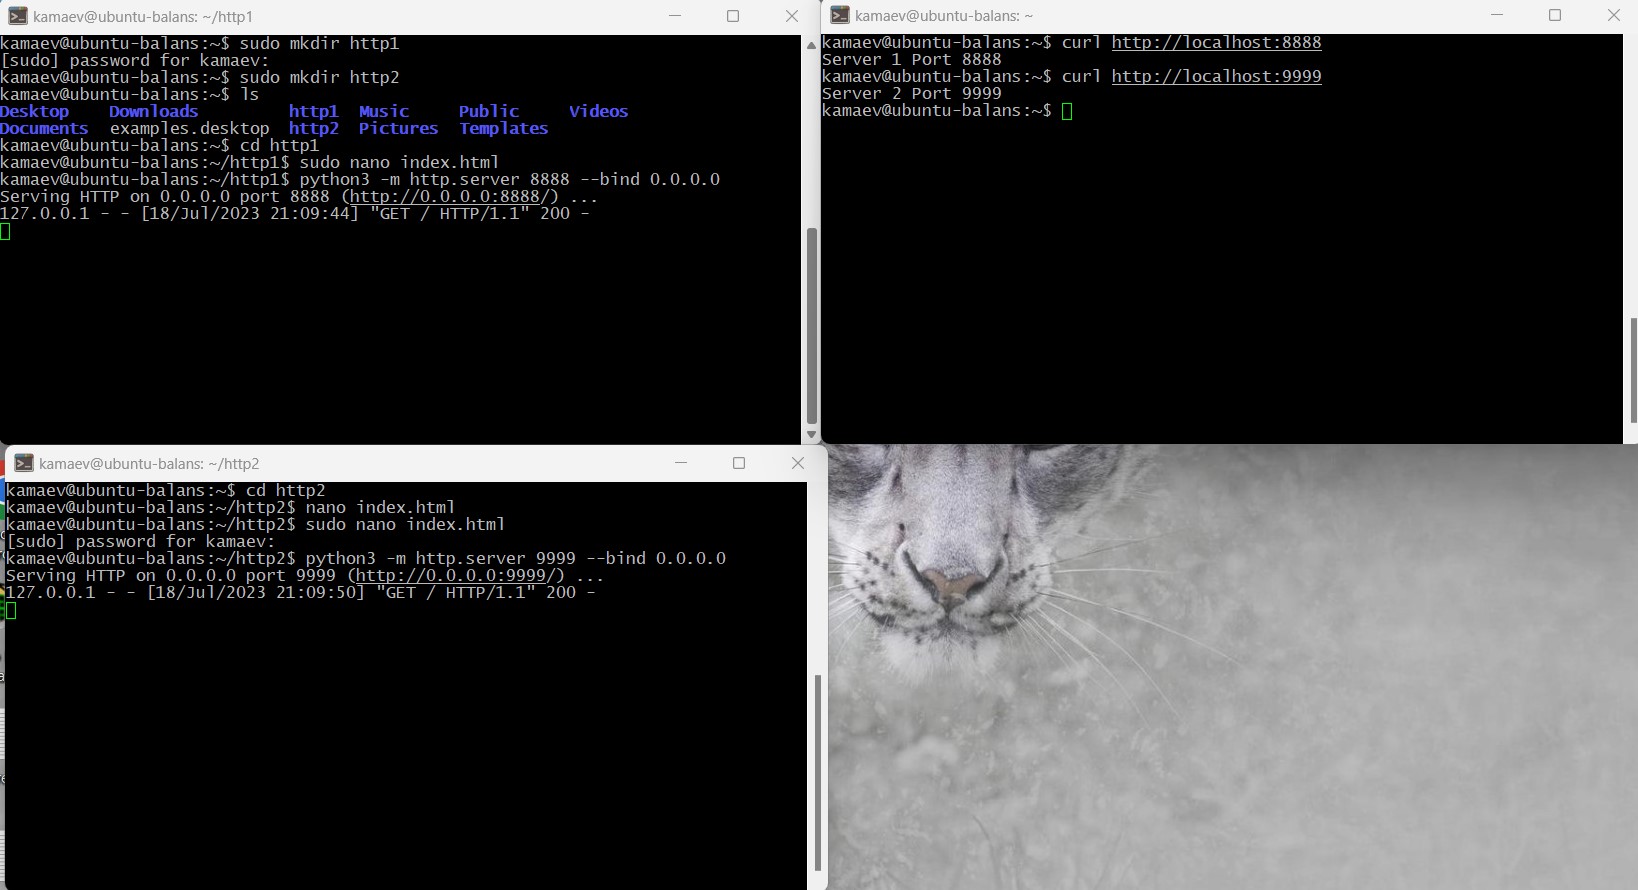 kamaev@ubuntu-balans: ~/http1
kamaev@ubuntu-balans:~$ sudo mkdir http1
[sudo] password for kamaev:
kamaev@ubuntu-balans:~$ sudo mkdir http2
kamaev@ubuntu-balans:~$ ls
Desktop    Downloads         http1  Music     Public     Videos
Documents  examples.desktop  http2  Pictures  Templates
kamaev@ubuntu-balans:~$ cd http1
kamaev@ubuntu-balans:~/http1$ sudo nano index.html
kamaev@ubuntu-balans:~/http1$ python3 -m http.server 8888 --bind 0.0.0.0
Serving HTTP on 0.0.0.0 port 8888 (http://0.0.0.0:8888/) ...
127.0.0.1 - - [18/Jul/2023 21:09:44] "GET / HTTP/1.1" 200 -
kamaev@ubuntu-balans: ~
kamaev@ubuntu-balans:~$ curl http://localhost:8888
Server 1 Port 8888
kamaev@ubuntu-balans:~$ curl http://localhost:9999
Server 2 Port 9999
kamaev@ubuntu-balans:~$
kamaev@ubuntu-balans: ~/http2
kamaev@ubuntu-balans:~$ cd http2
kamaev@ubuntu-balans:~/http2$ nano index.html
kamaev@ubuntu-balans:~/http2$ sudo nano index.html
[sudo] password for kamaev:
kamaev@ubuntu-balans:~/http2$ python3 -m http.server 9999 --bind 0.0.0.0
Serving HTTP on 0.0.0.0 port 9999 (http://0.0.0.0:9999/) ...
127.0.0.1 - - [18/Jul/2023 21:09:50] "GET / HTTP/1.1" 200 -